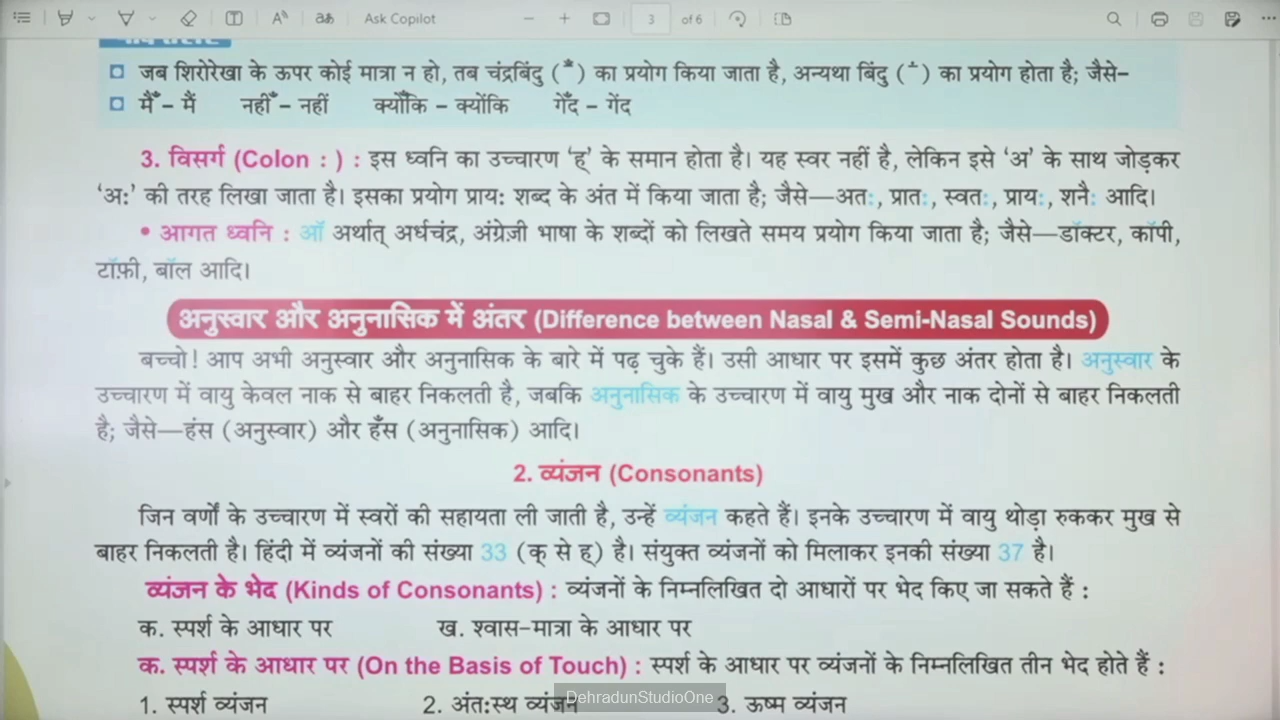 Ask Copilot
3 of 6
जब शिरोरेखा के ऊपर कोई मात्रा न हो, तब चंद्रबिंदु ( ँ ) का प्रयोग किया जाता है, अन्यथा बिंदु ( ं ) का प्रयोग होता है; जैसे–
मैँ – मैं नहीँ – नहीं क्योँकि – क्योंकि गेँद – गेंद
3. विसर्ग (Colon : ) : इस ध्वनि का उच्चारण ‘ह्’ के समान होता है। यह स्वर नहीं है, लेकिन इसे ‘अ’ के साथ जोड़कर
‘अ:’ की तरह लिखा जाता है। इसका प्रयोग प्राय: शब्द के अंत में किया जाता है; जैसे—अत:, प्रात:, स्वत:, प्राय:, शनै: आदि।
• आगत ध्वनि : ऑ अर्थात् अर्धचंद्र, अंग्रेज़ी भाषा के शब्दों को लिखते समय प्रयोग किया जाता है; जैसे—डॉक्टर, कॉपी,
टॉफ़ी, बॉल आदि।
अनुस्वार और अनुनासिक में अंतर (Difference between Nasal & Semi-Nasal Sounds)
बच्चो! आप अभी अनुस्वार और अनुनासिक के बारे में पढ़ चुके हैं। उसी आधार पर इसमें कुछ अंतर होता है। अनुस्वार के
उच्चारण में वायु केवल नाक से बाहर निकलती है, जबकि अनुनासिक के उच्चारण में वायु मुख और नाक दोनों से बाहर निकलती
है; जैसे—हंस (अनुस्वार) और हँस (अनुनासिक) आदि।
2. व्यंजन (Consonants)
जिन वर्णों के उच्चारण में स्वरों की सहायता ली जाती है, उन्हें व्यंजन कहते हैं। इनके उच्चारण में वायु थोड़ा रुककर मुख से
बाहर निकलती है। हिंदी में व्यंजनों की संख्या 33 (क् से ह्) है। संयुक्त व्यंजनों को मिलाकर इनकी संख्या 37 है।
व्यंजन के भेद (Kinds of Consonants) : व्यंजनों के निम्नलिखित दो आधारों पर भेद किए जा सकते हैं :
क. स्पर्श के आधार पर ख. श्वास-मात्रा के आधार पर
क. स्पर्श के आधार पर (On the Basis of Touch) : स्पर्श के आधार पर व्यंजनों के निम्नलिखित तीन भेद होते हैं :
1. स्पर्श व्यंजन 2. अंत:स्थ व्यंजन 3. ऊष्म व्यंजन
DehradunStudioOne